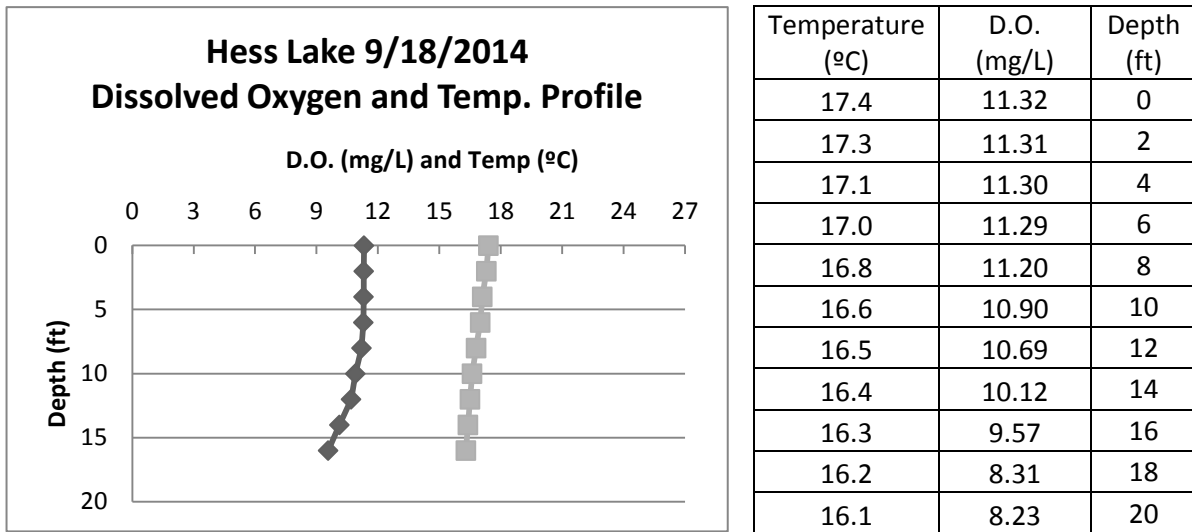 Hess Lake 9/18/2014
Dissolved Oxygen and Temp. Profile
D.O. (mg/L) and Temp (ºC)
0 3 6 9 12 15 18 21 24 27
0
5
10
15
20
Depth (ft)
Temperature (ºC) D.O. (mg/L) Depth (ft)
17.4 11.32 0
17.3 11.31 2
17.1 11.30 4
17.0 11.29 6
16.8 11.20 8
16.6 10.90 10
16.5 10.69 12
16.4 10.12 14
16.3 9.57 16
16.2 8.31 18
16.1 8.23 20